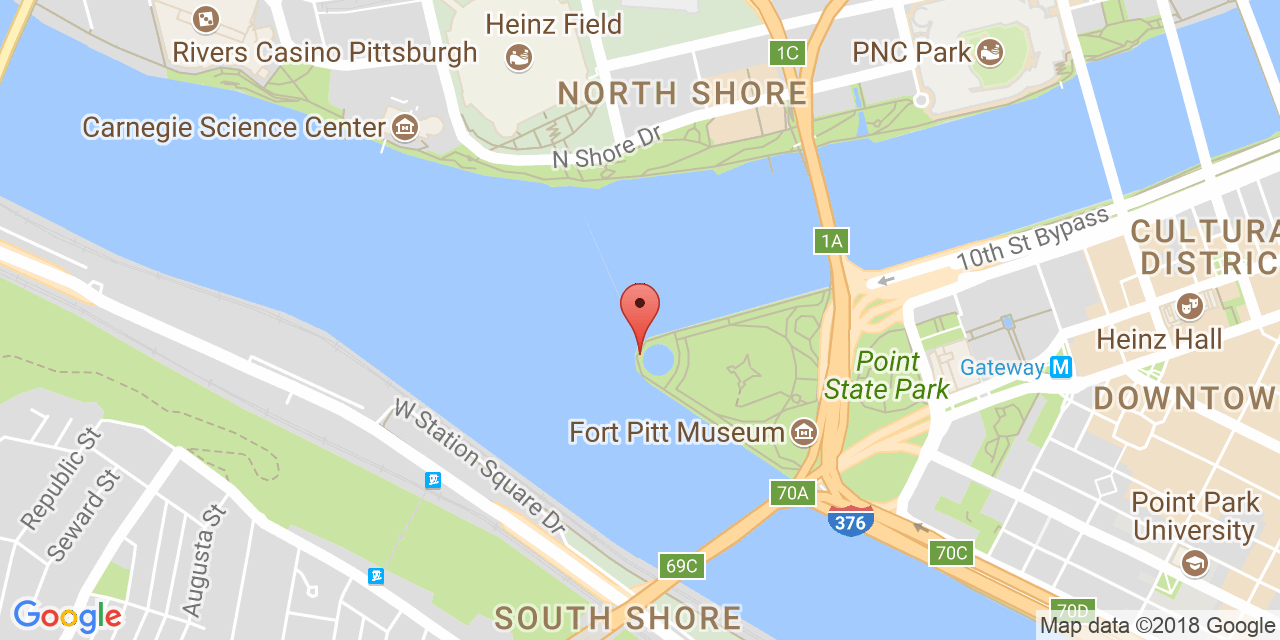 Heinz Field
Rivers Casino Pittsburgh
1C
PNC Park
NORTH SHORE
Carnegie Science Center
N Shore Dr
1A
10th St Bypass
CULTURA
DISTRIC
Heinz Hall
Point
State Park
Gateway M
DOWNTOW
Fort Pitt Museum
W Station Square Dr
Republic St
Seward St
Augusta St
70A
376
Point Park
University
70C
69C
70D
SOUTH SHORE
Google
Map data ©2018 Google